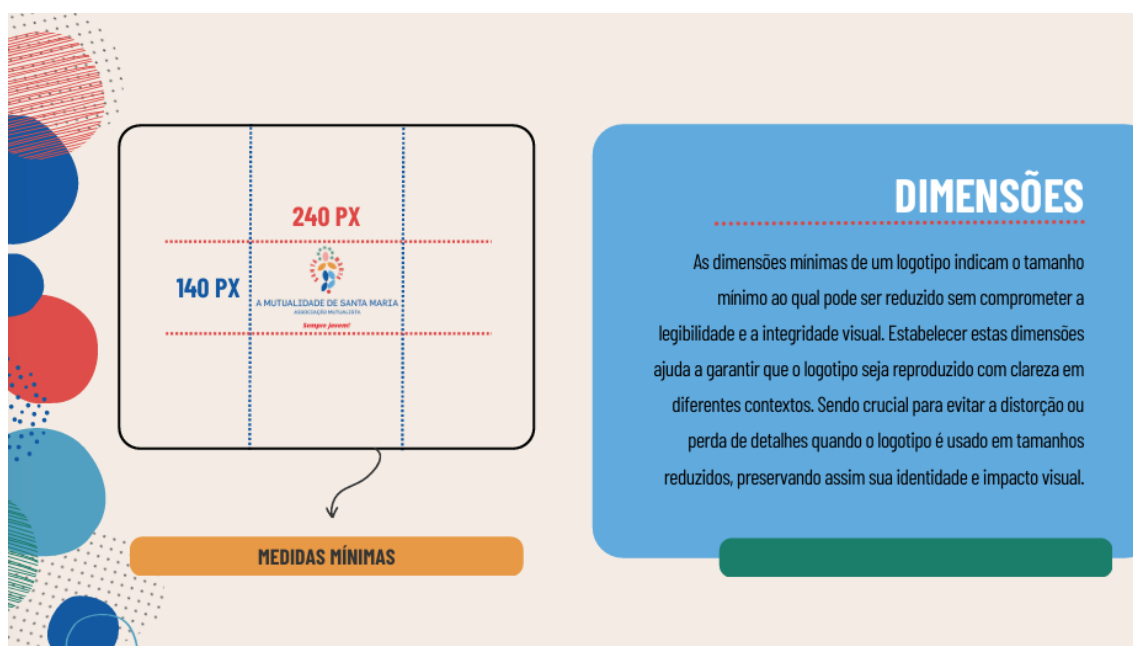 240 PX
140 PX
A MUTUALIDADE DE SANTA MARIA
ASSOCIAÇÃO MUTUALISTA
Sempre jovem!
MEDIDAS MÍNIMAS
DIMENSÕES
As dimensões mínimas de um logotipo indicam o tamanho
mínimo ao qual pode ser reduzido sem comprometer a
legibilidade e a integridade visual. Estabelecer estas dimensões
ajuda a garantir que o logotipo seja reproduzido com clareza em
diferentes contextos. Sendo crucial para evitar a distorção ou
perda de detalhes quando o logotipo é usado em tamanhos
reduzidos, preservando assim sua identidade e impacto visual.